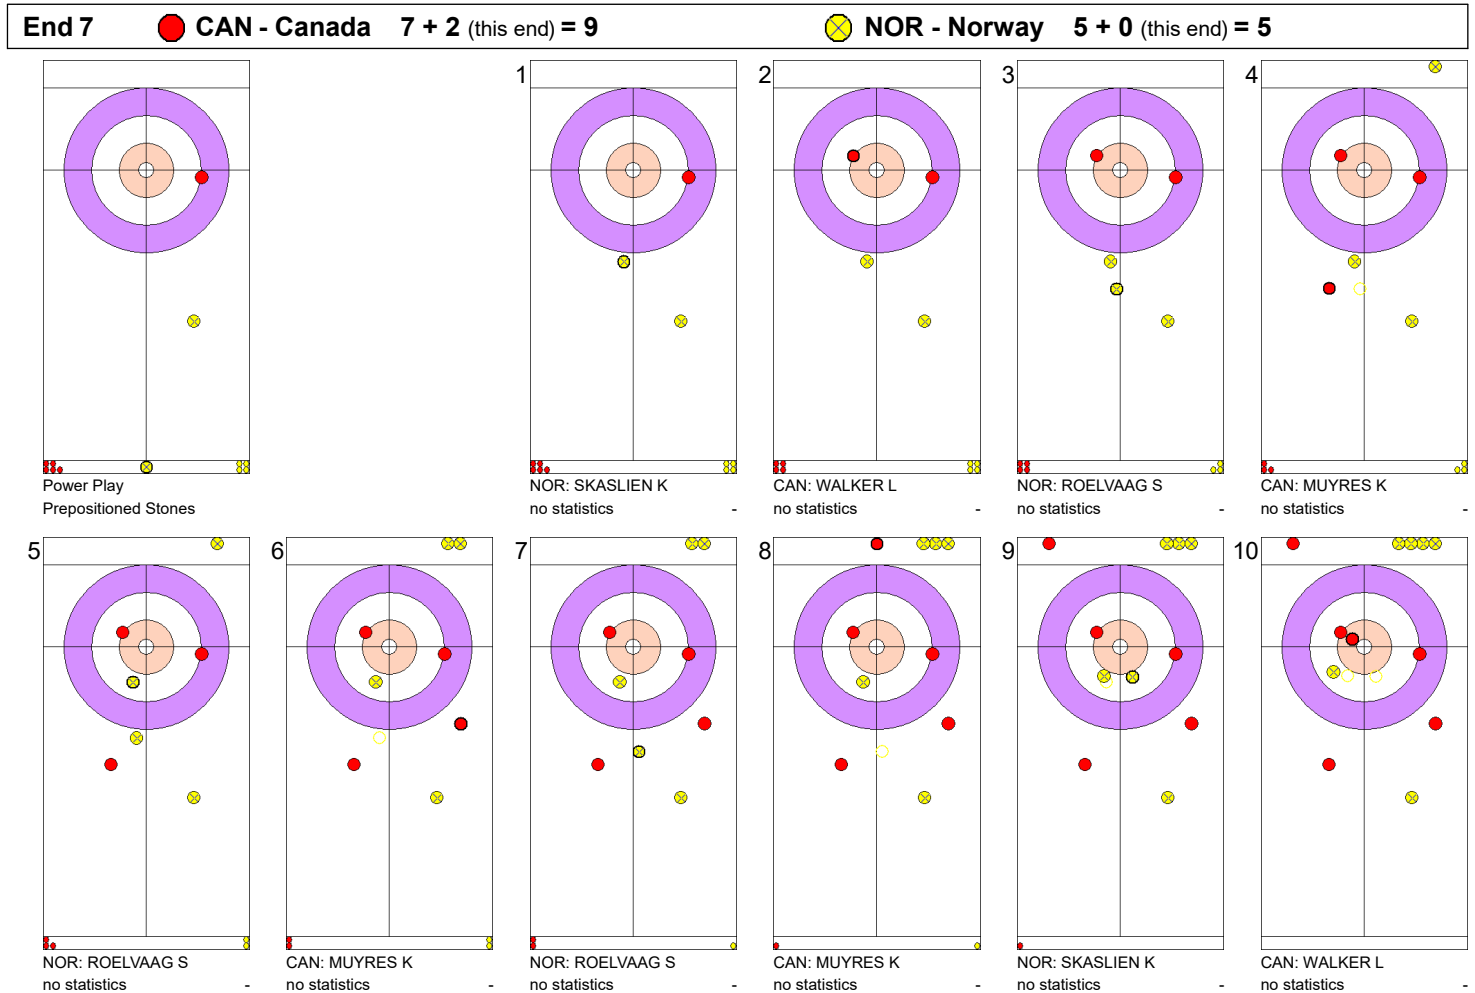 End 7 CAN - Canada 7 + 2 (this end) = 9 NOR - Norway 5 + 0 (this end) = 5
1 2 3 4
Power Play
Prepositioned Stones
NOR: SKASLIEN K
no statistics -
CAN: WALKER L
no statistics -
NOR: ROELVAAG S
no statistics -
CAN: MUYRES K
no statistics -
5 6 7 8 9 10
NOR: ROELVAAG S
no statistics -
CAN: MUYRES K
no statistics -
NOR: ROELVAAG S
no statistics -
CAN: MUYRES K
no statistics -
NOR: SKASLIEN K
no statistics -
CAN: WALKER L
no statistics -